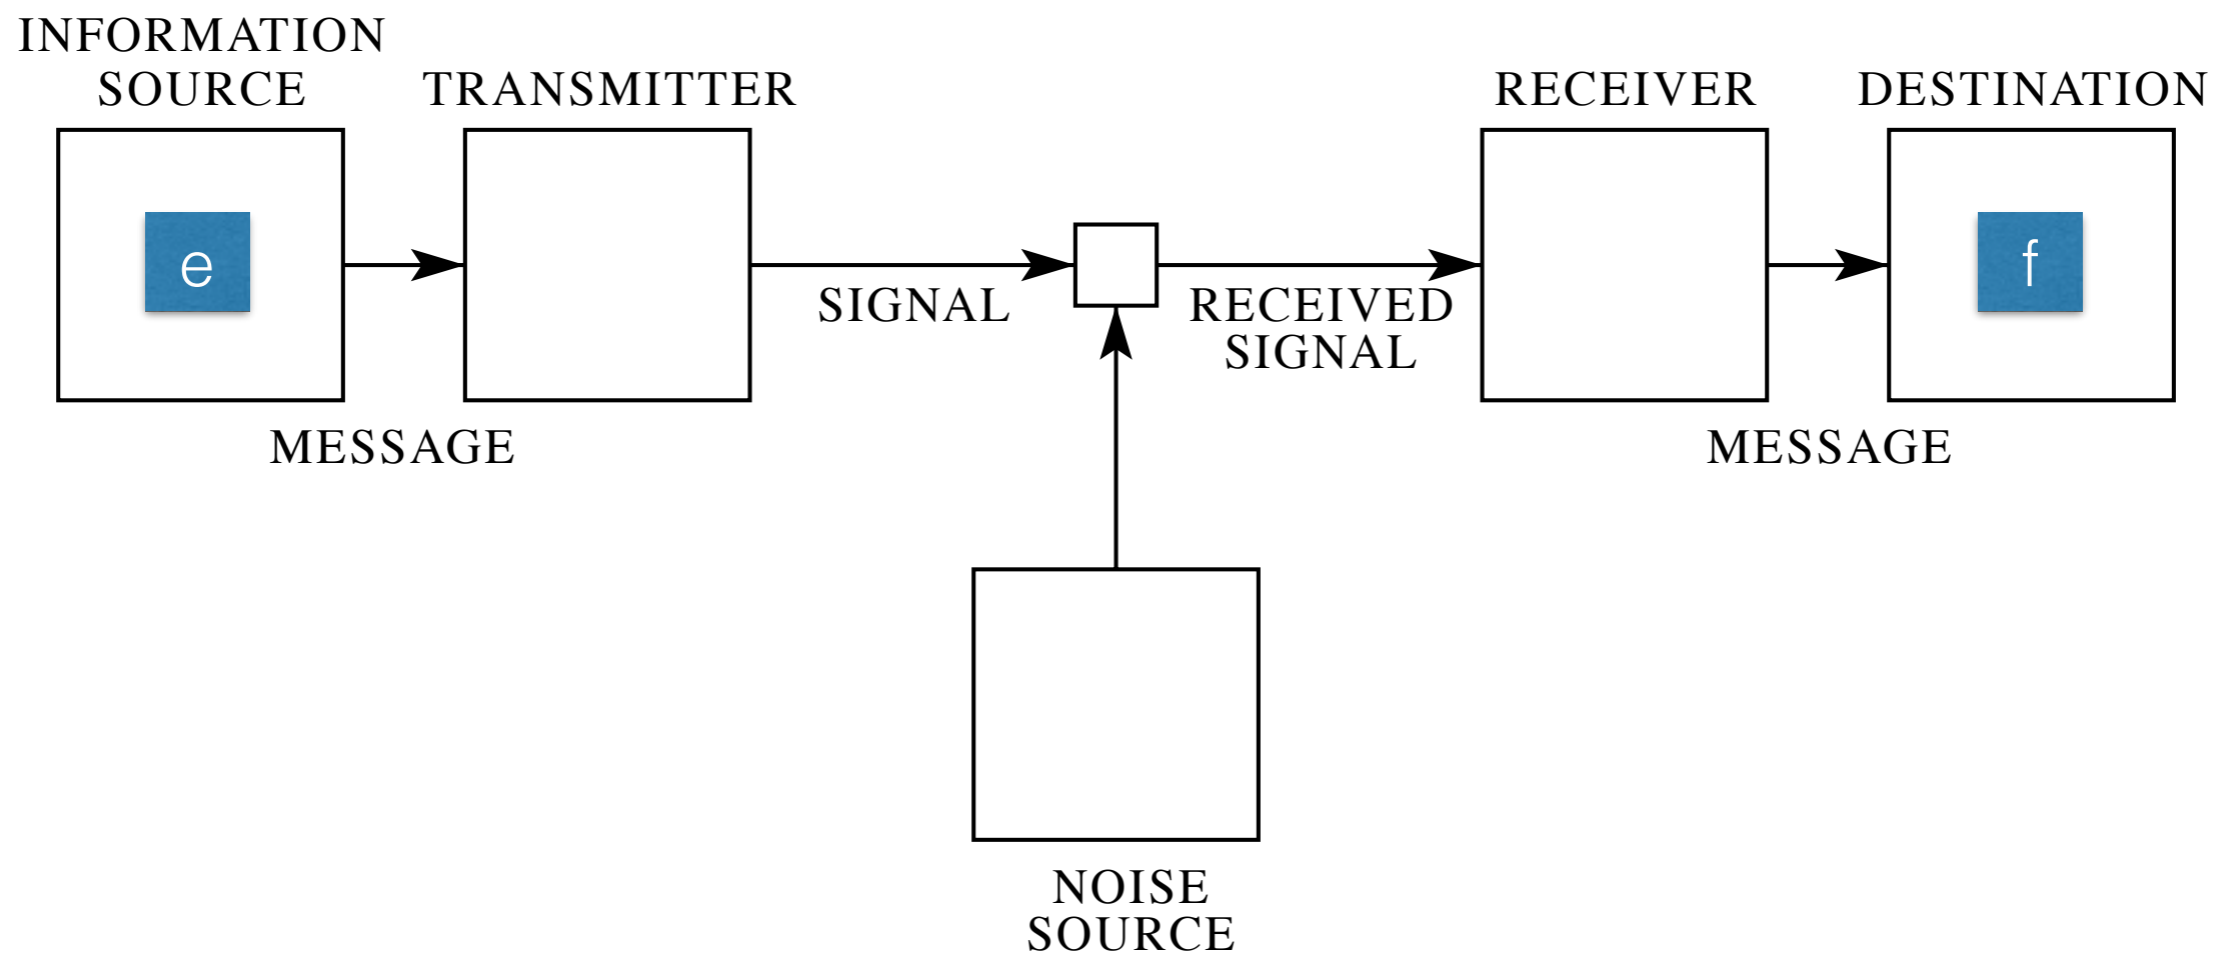 INFORMATION
SOURCE
TRANSMITTER
RECEIVER
DESTINATION
e
f
SIGNAL
RECEIVED
SIGNAL
MESSAGE
MESSAGE
NOISE
SOURCE